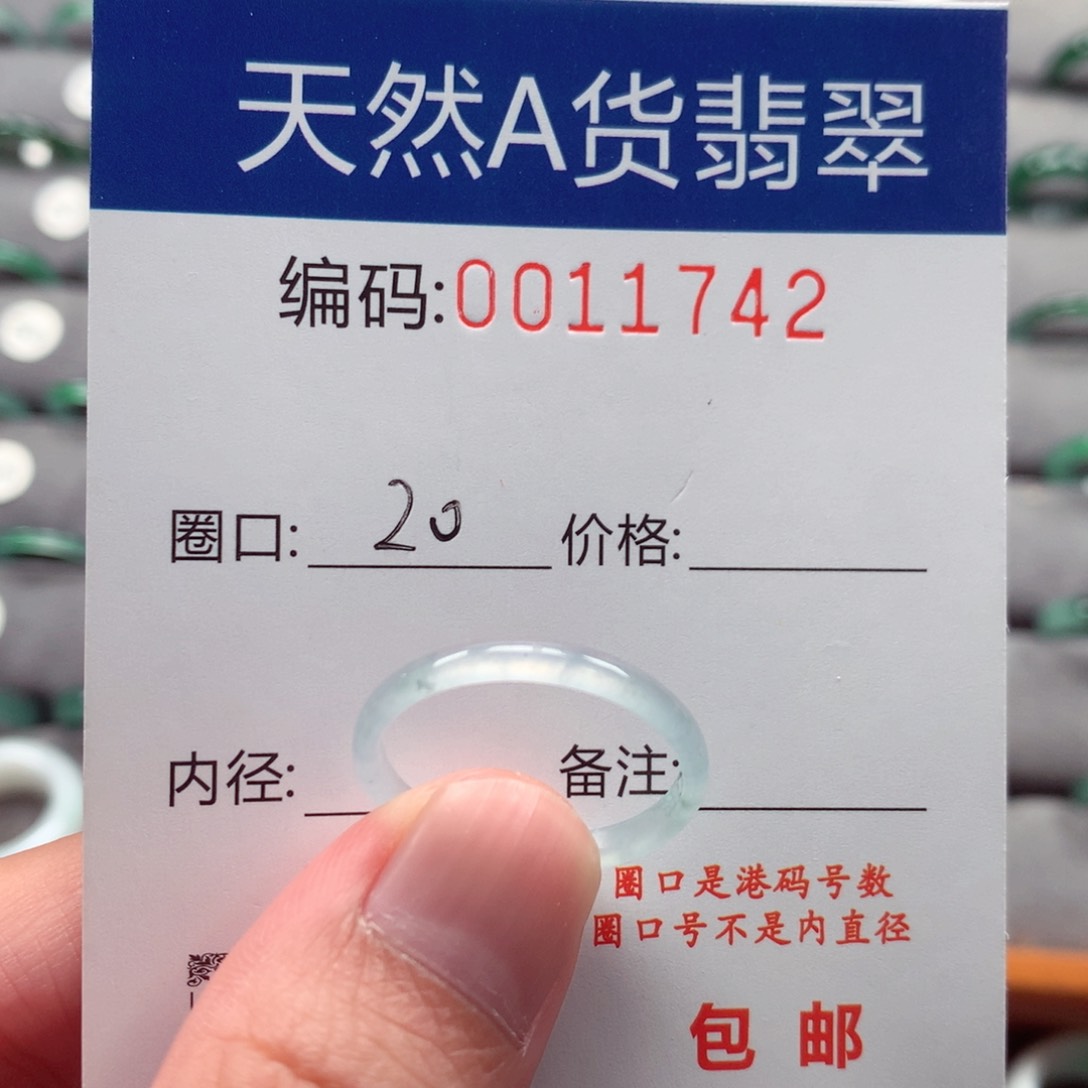 天然A货翡翠
编码:0011742
圈口: 20 价格:
内径: 备注:
圈口是港码号数
圈口号不是内直径
包邮